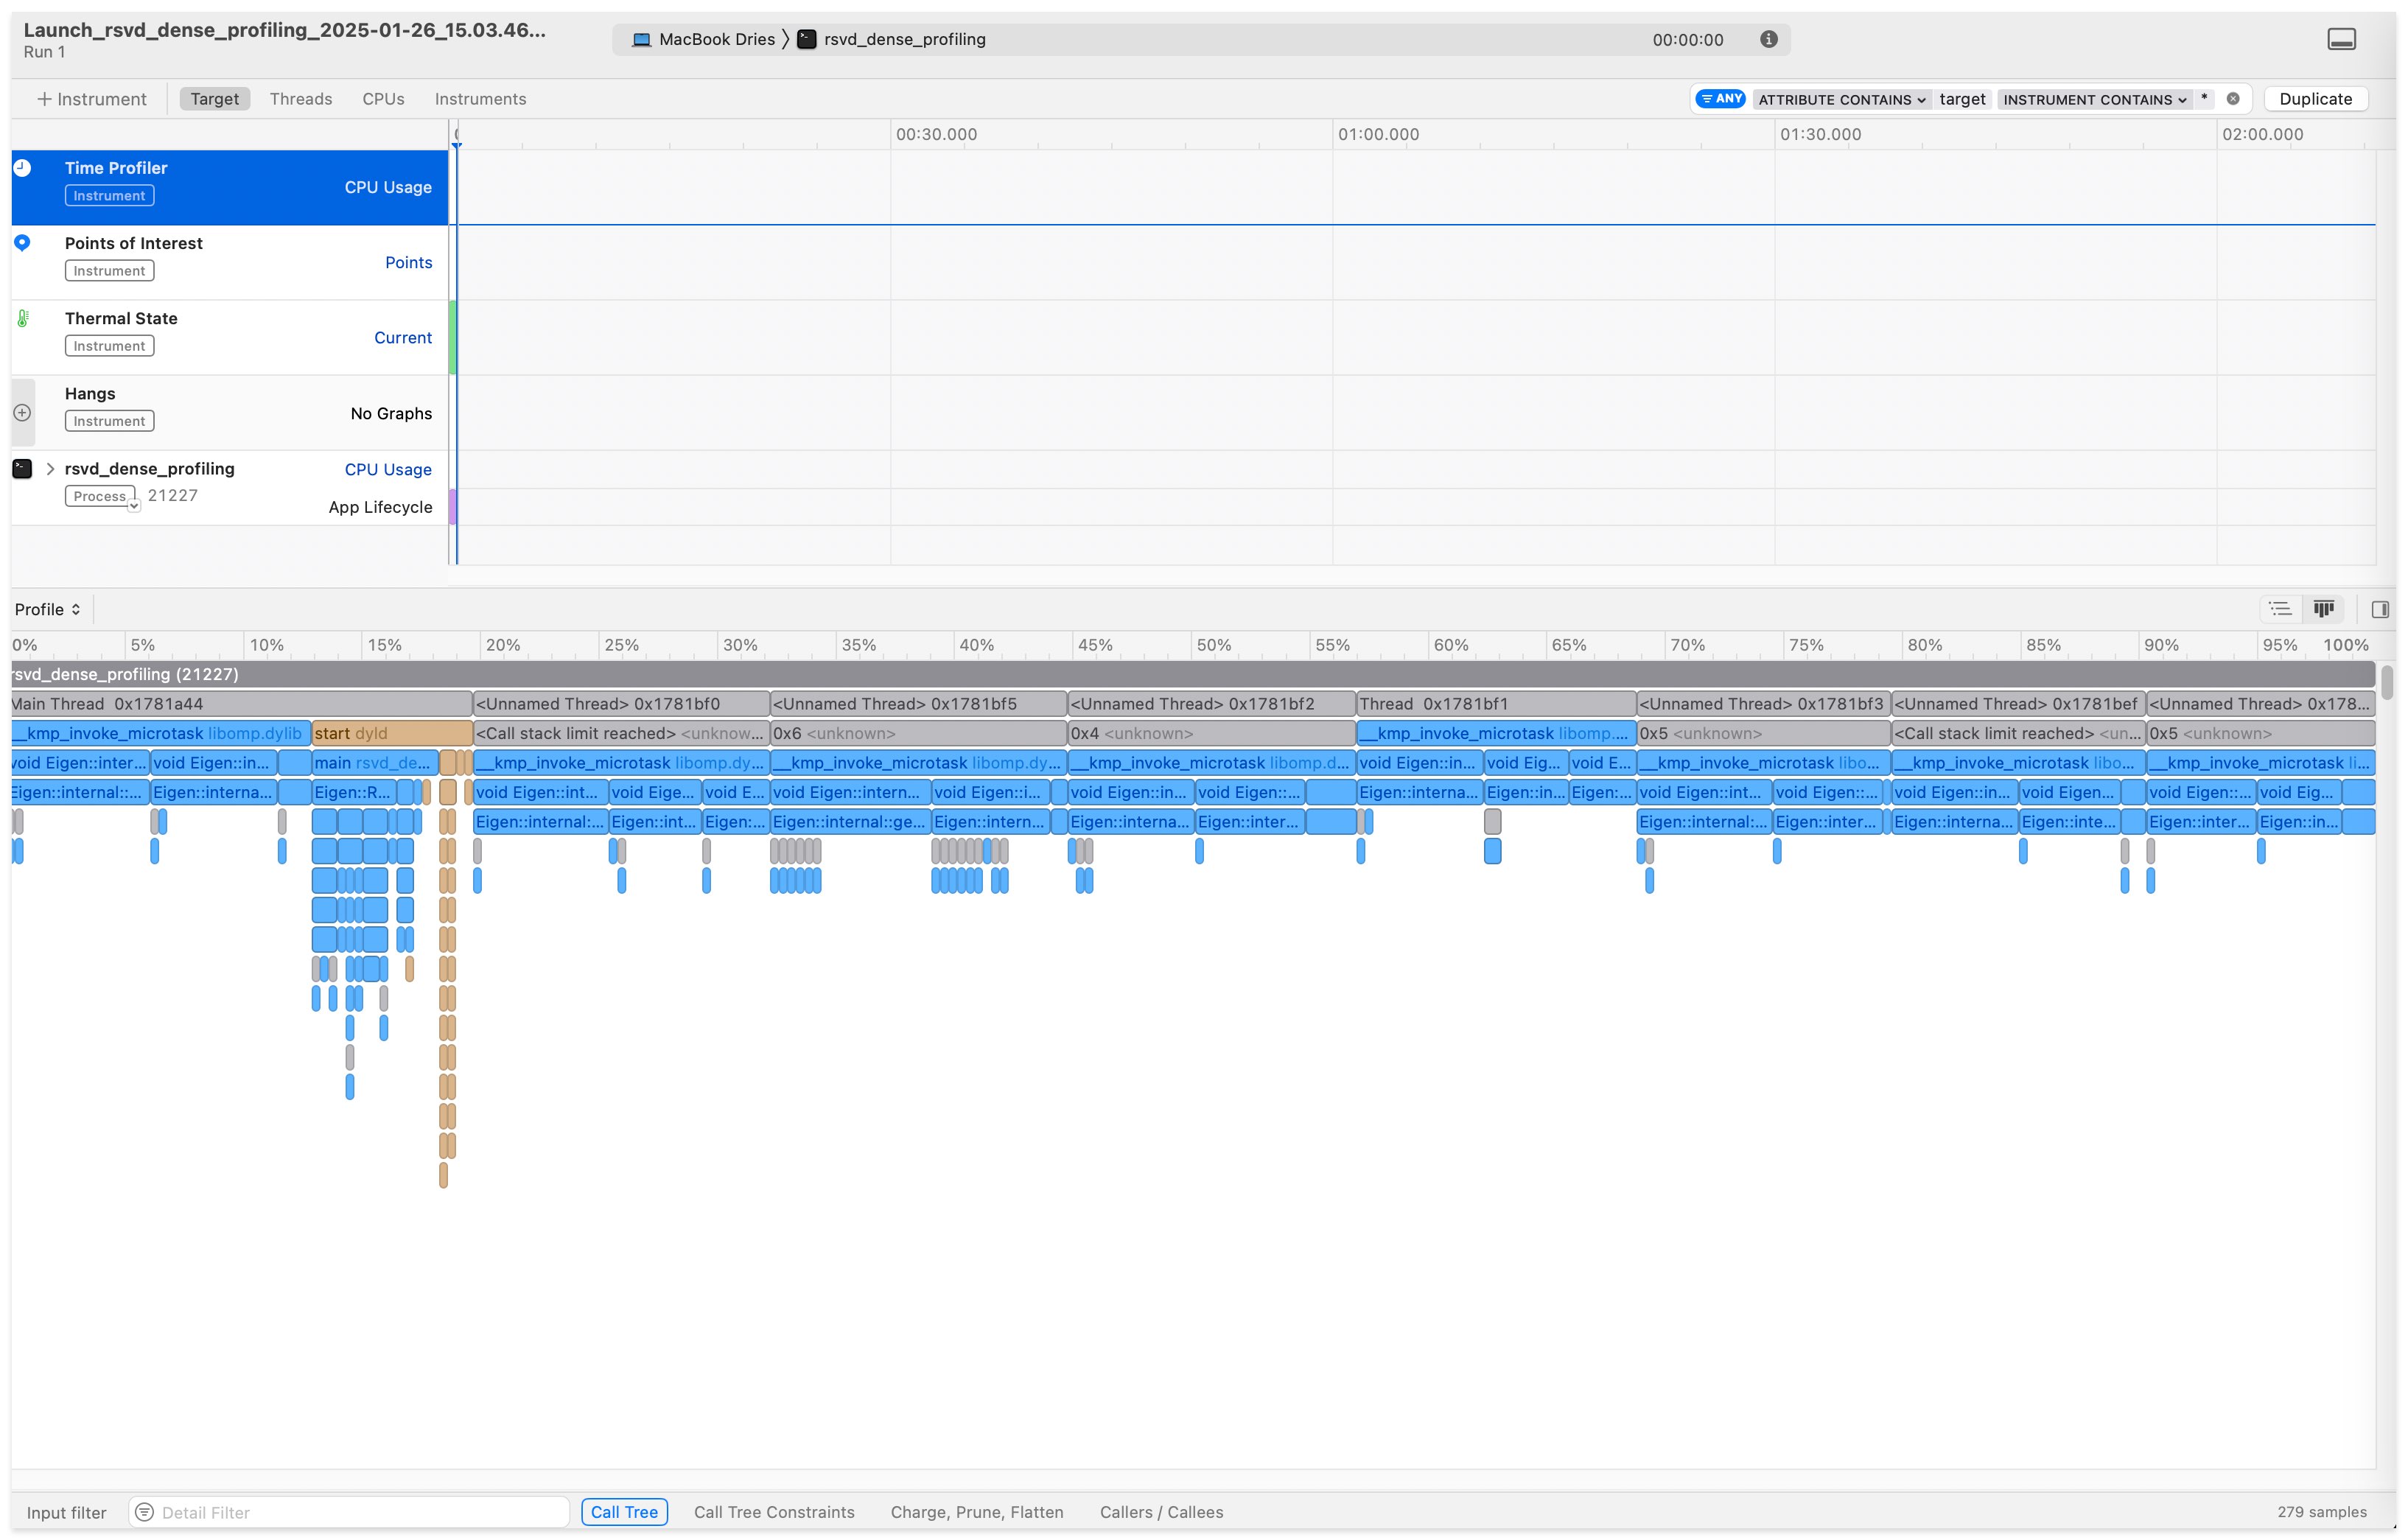 Launch_rsvd_dense_profiling_2025-01-26_15.03.46...
Run 1
MacBook Dries 〉 rsvd_dense_profiling 00:00:00
+ Instrument Target Threads CPUs Instruments
ANY ATTRIBUTE CONTAINS target INSTRUMENT CONTAINS * Duplicate
00:30.000 01:00.000 01:30.000 02:00.000
Time Profiler
Instrument
CPU Usage
Points of Interest
Instrument
Points
Thermal State
Instrument
Current
Hangs
Instrument
No Graphs
rsvd_dense_profiling
Process 21227
CPU Usage
App Lifecycle
Profile
0% 5% 10% 15% 20% 25% 30% 35% 40% 45% 50% 55% 60% 65% 70% 75% 80% 85% 90% 95% 100%
rsvd_dense_profiling (21227)
Main Thread 0x1781a44 <Unnamed Thread> 0x1781bf0 <Unnamed Thread> 0x1781bf5 <Unnamed Thread> 0x1781bf2 Thread 0x1781bf1 <Unnamed Thread> 0x1781bf3 <Unnamed Thread> 0x1781bef <Unnamed Thread> 0x178...
__kmp_invoke_microtask libomp.dylib start dyld <Call stack limit reached> <unknow... 0x6 <unknown> 0x4 <unknown> __kmp_invoke_microtask libomp.... 0x5 <unknown> <Call stack limit reached> <un... 0x5 <unknown>
void Eigen::inter... void Eigen::in... main rsvd_de... __kmp_invoke_microtask libomp.dy... __kmp_invoke_microtask libomp.dy... __kmp_invoke_microtask libomp.d... void Eigen::in... void Eig... void E... __kmp_invoke_microtask libo... __kmp_invoke_microtask libo... __kmp_invoke_microtask li...
Eigen::internal::... Eigen::interna... Eigen::R... void Eigen::int... void Eige... void E... void Eigen::intern... void Eigen::i... void Eigen::in... void Eigen::... Eigen::interna... Eigen::in... Eigen::... void Eigen::int... void Eigen::... void Eigen::in... void Eigen... void Eigen::... void Eig...
Eigen::internal:... Eigen::int... Eigen:... Eigen::internal::ge... Eigen::intern... Eigen::interna... Eigen::inter... Eigen::internal:... Eigen::inter... Eigen::interna... Eigen::inte... Eigen::inter... Eigen::in...
Input filter Detail Filter Call Tree Call Tree Constraints Charge, Prune, Flatten Callers / Callees 279 samples